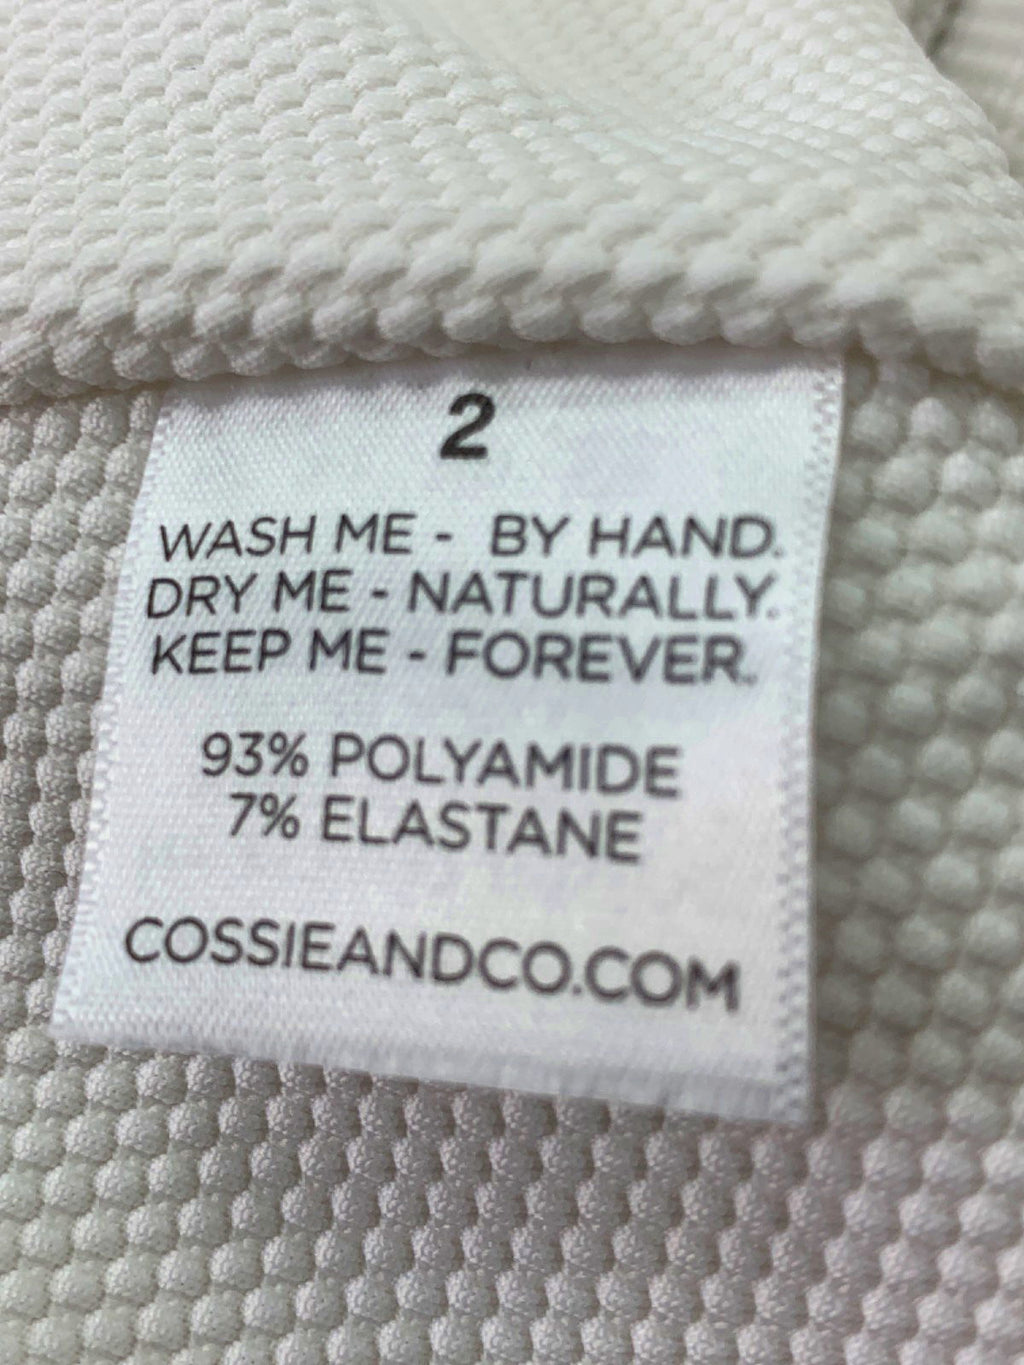 2
WASH ME - BY HAND.
DRY ME - NATURALLY.
KEEP ME - FOREVER.
93% POLYAMIDE
7% ELASTANE
COSSIEANDCO.COM